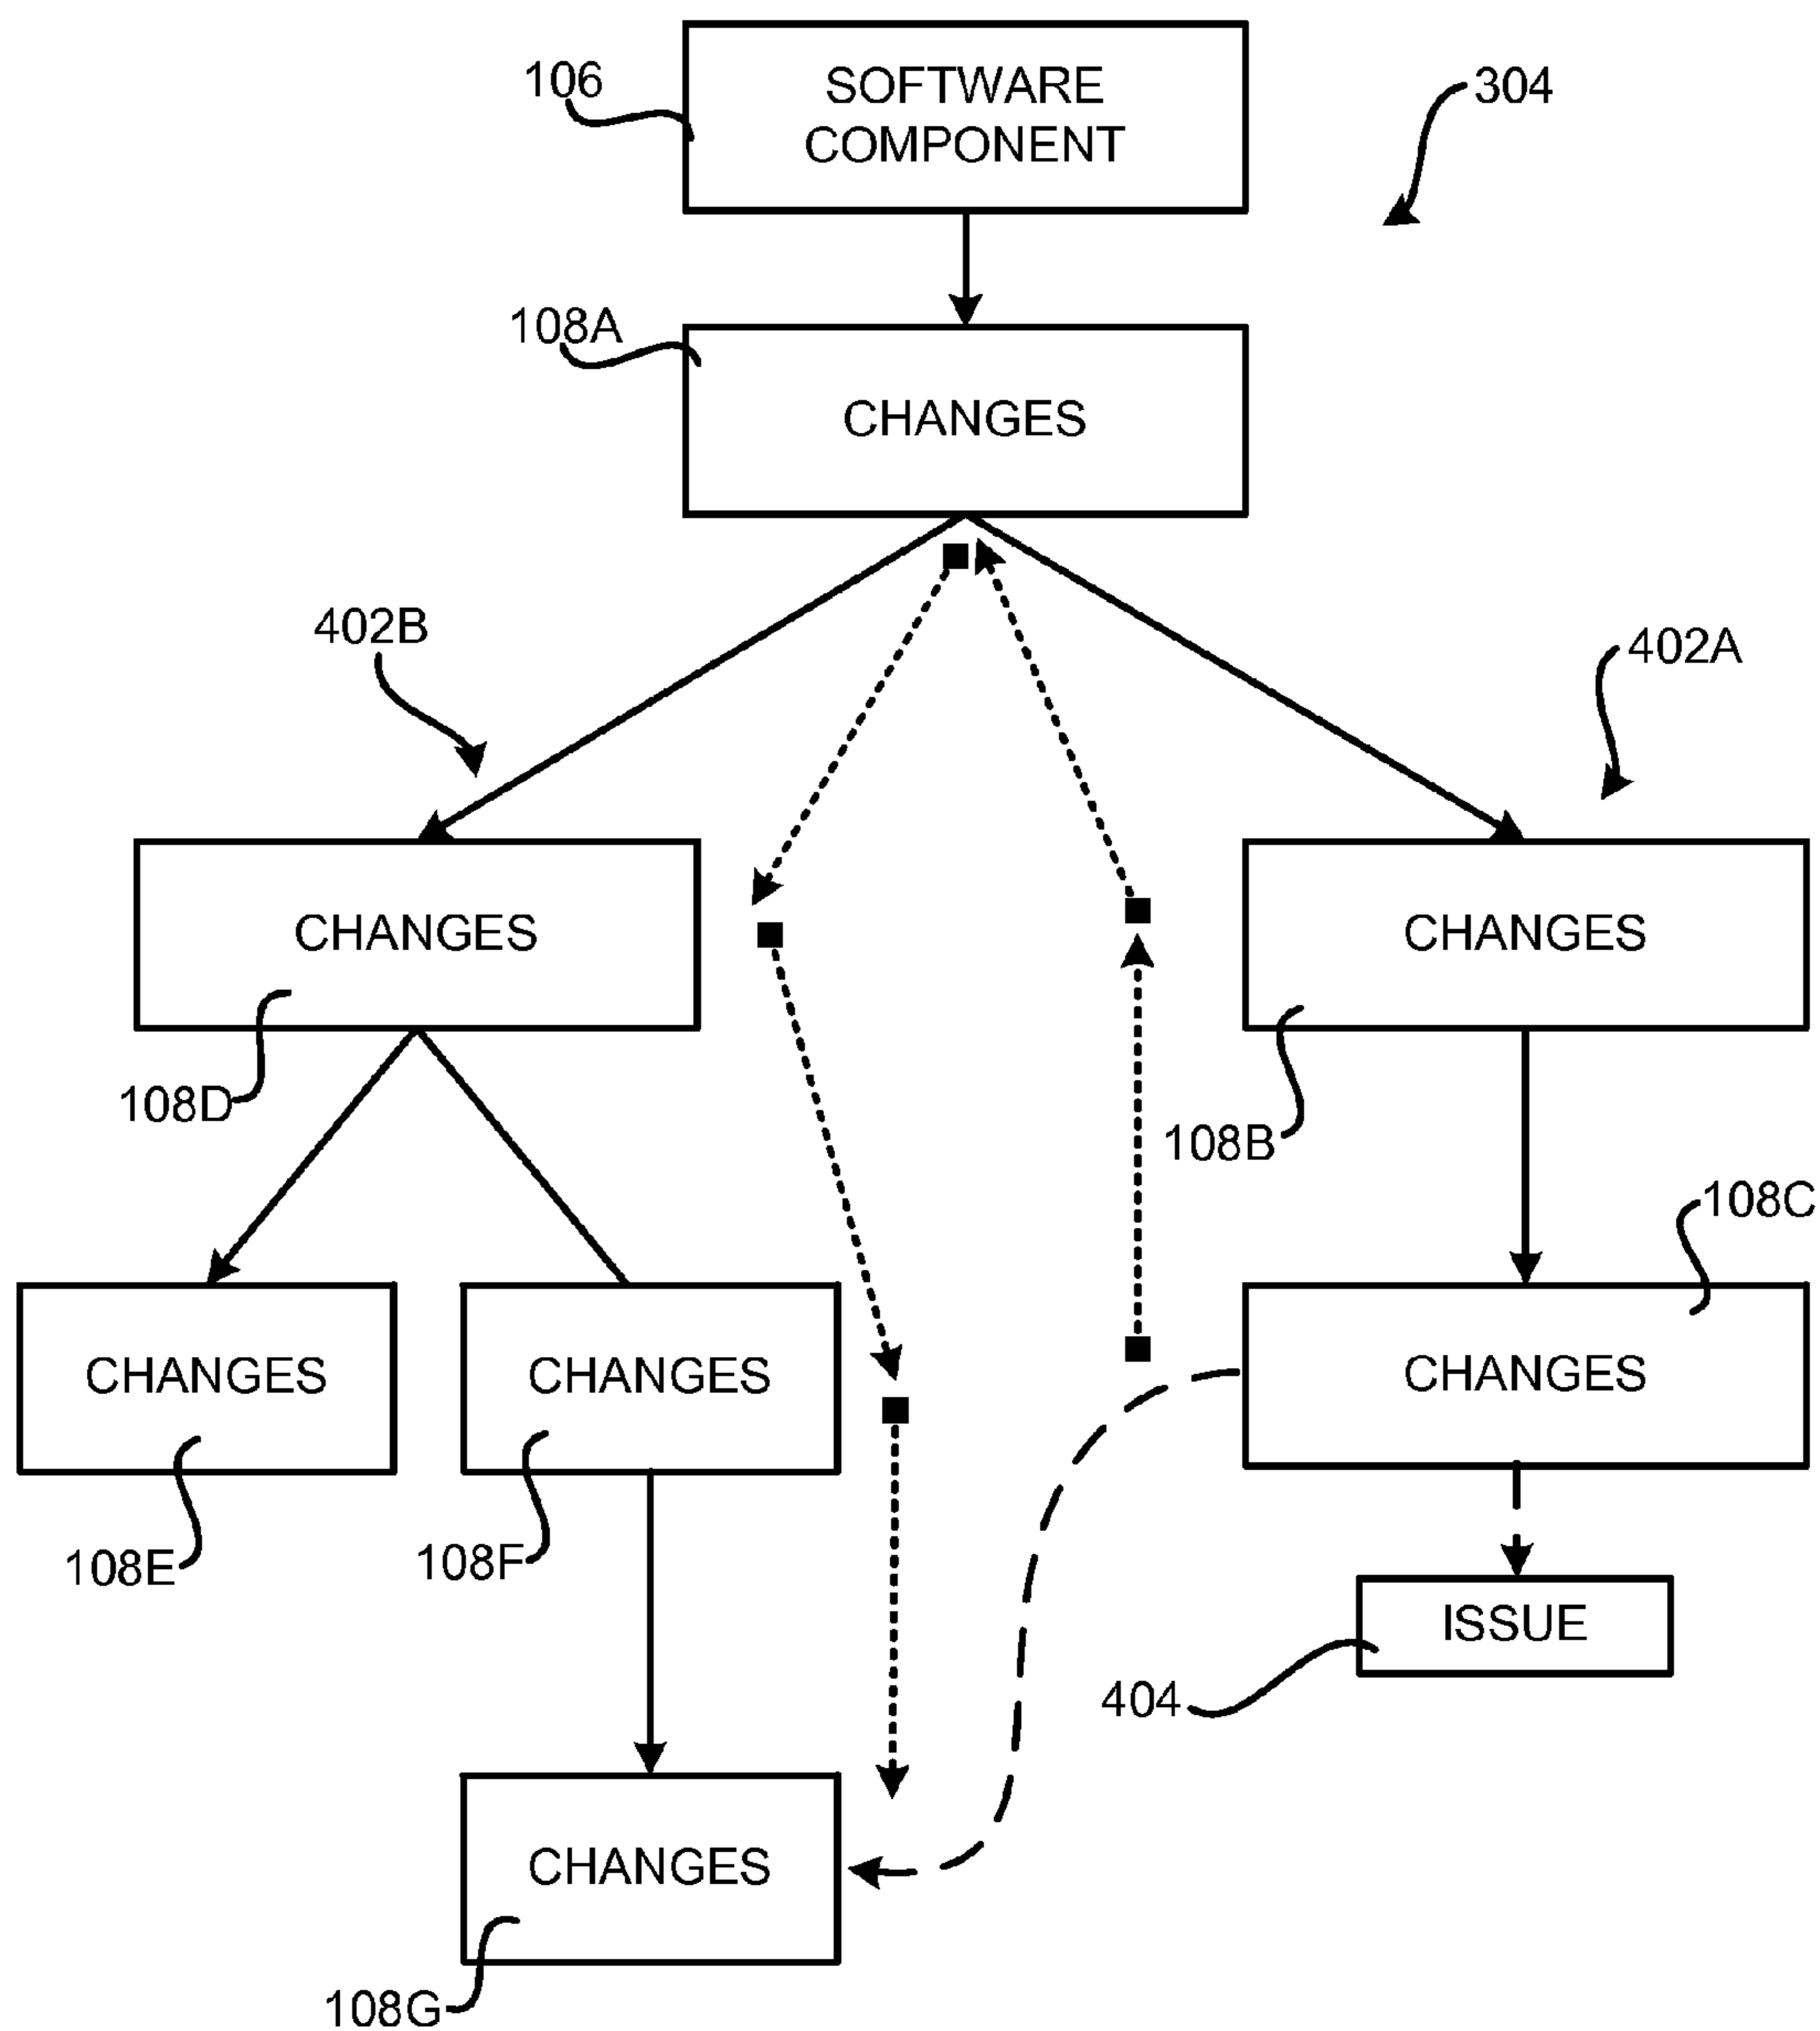 106
SOFTWARE
COMPONENT
304
108A
CHANGES
402B
402A
CHANGES
CHANGES
108D
108B
108C
CHANGES
CHANGES
CHANGES
108E
108F
ISSUE
404
CHANGES
108G